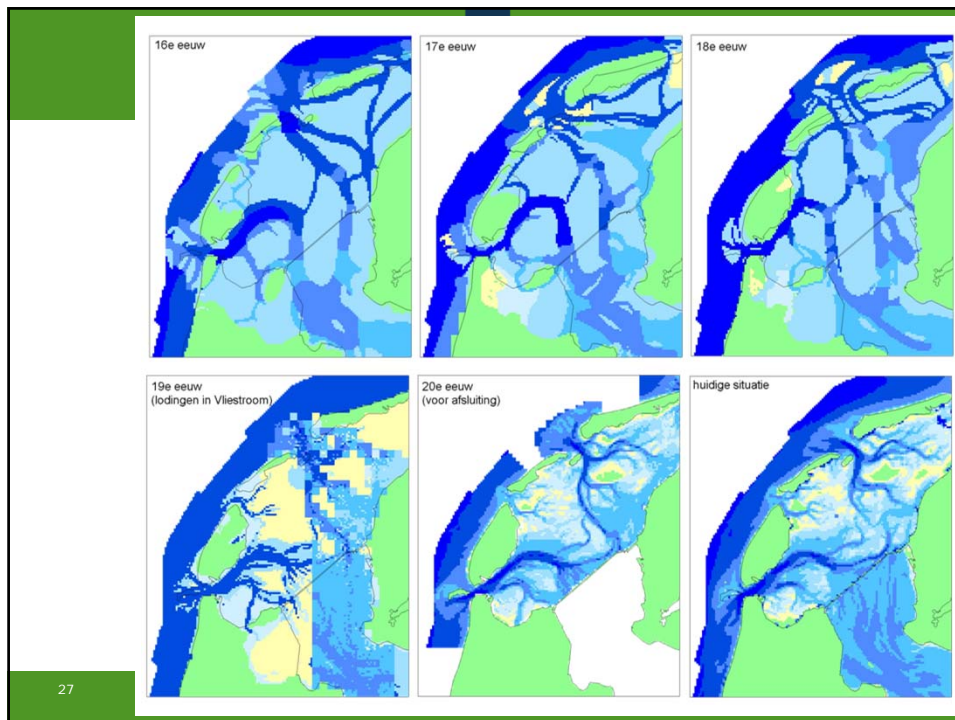 16e eeuw
17e eeuw
18e eeuw
19e eeuw
(lodingen in Vliestroom)
20e eeuw
(voor afsluiting)
huidige situatie
27